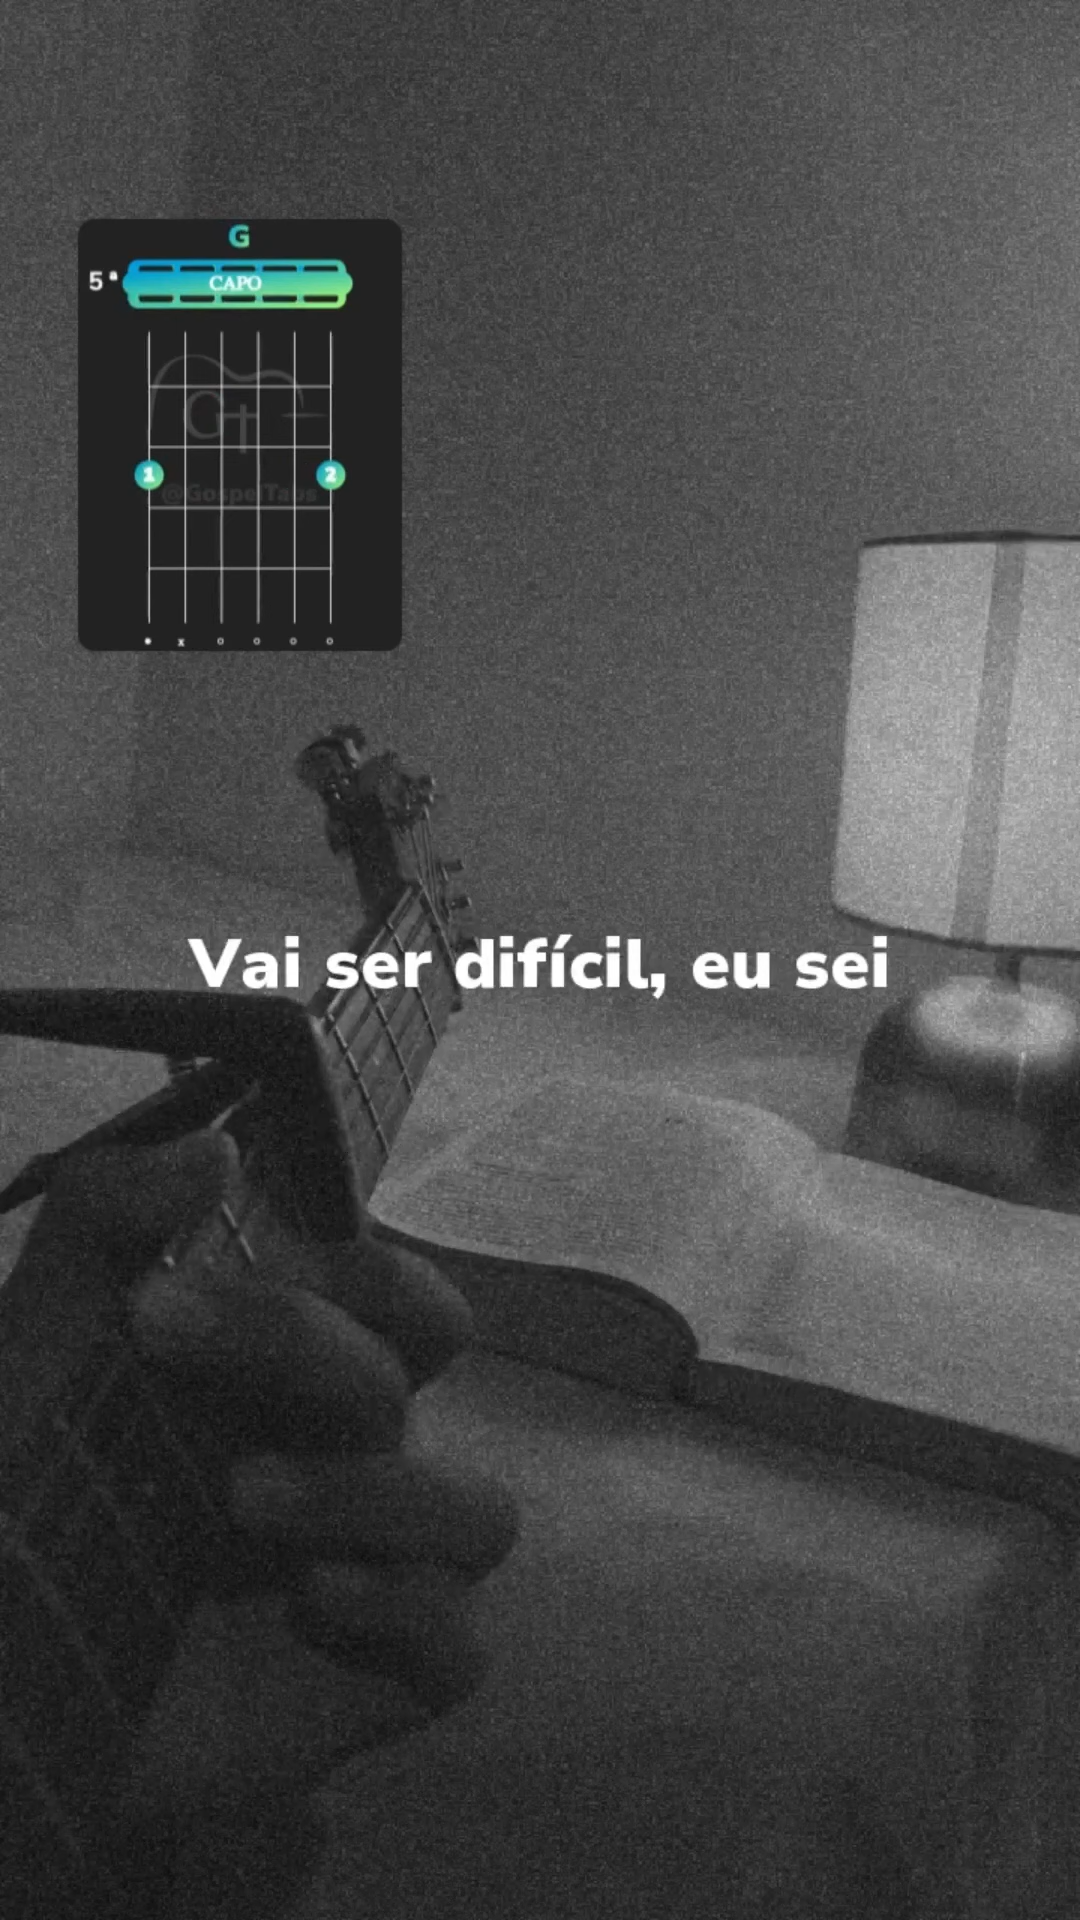 G
5ª
CAPO
G†
1 2
@GospelTabs
x
Vai ser difícil, eu sei